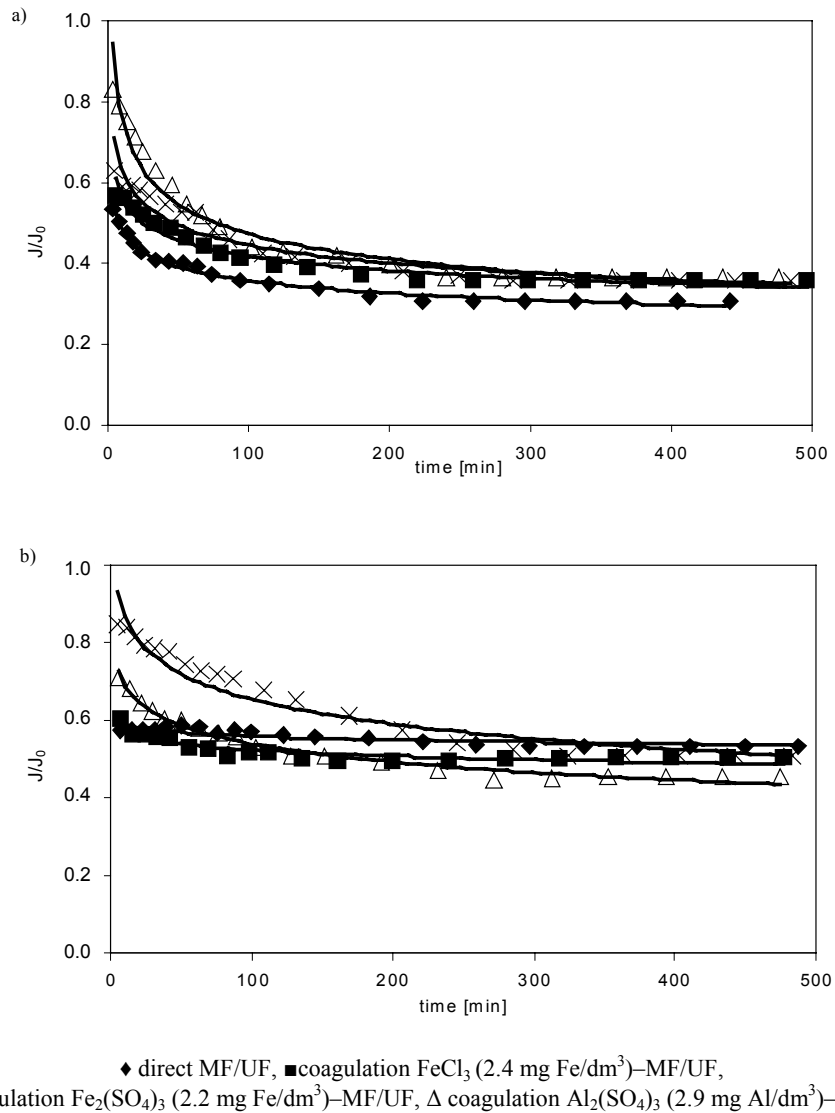 a)
1.0
0.8
0.6
0.4
0.2
0.0
J/J₀
0 100 200 300 400 500
time [min]
b)
1.0
0.8
0.6
0.4
0.2
0.0
J/J₀
0 100 200 300 400 500
time [min]
♦ direct MF/UF, ■coagulation FeCl₃ (2.4 mg Fe/dm³)–MF/UF,
ulation Fe₂(SO₄)₃ (2.2 mg Fe/dm³)–MF/UF, Δ coagulation Al₂(SO₄)₃ (2.9 mg Al/dm³)–